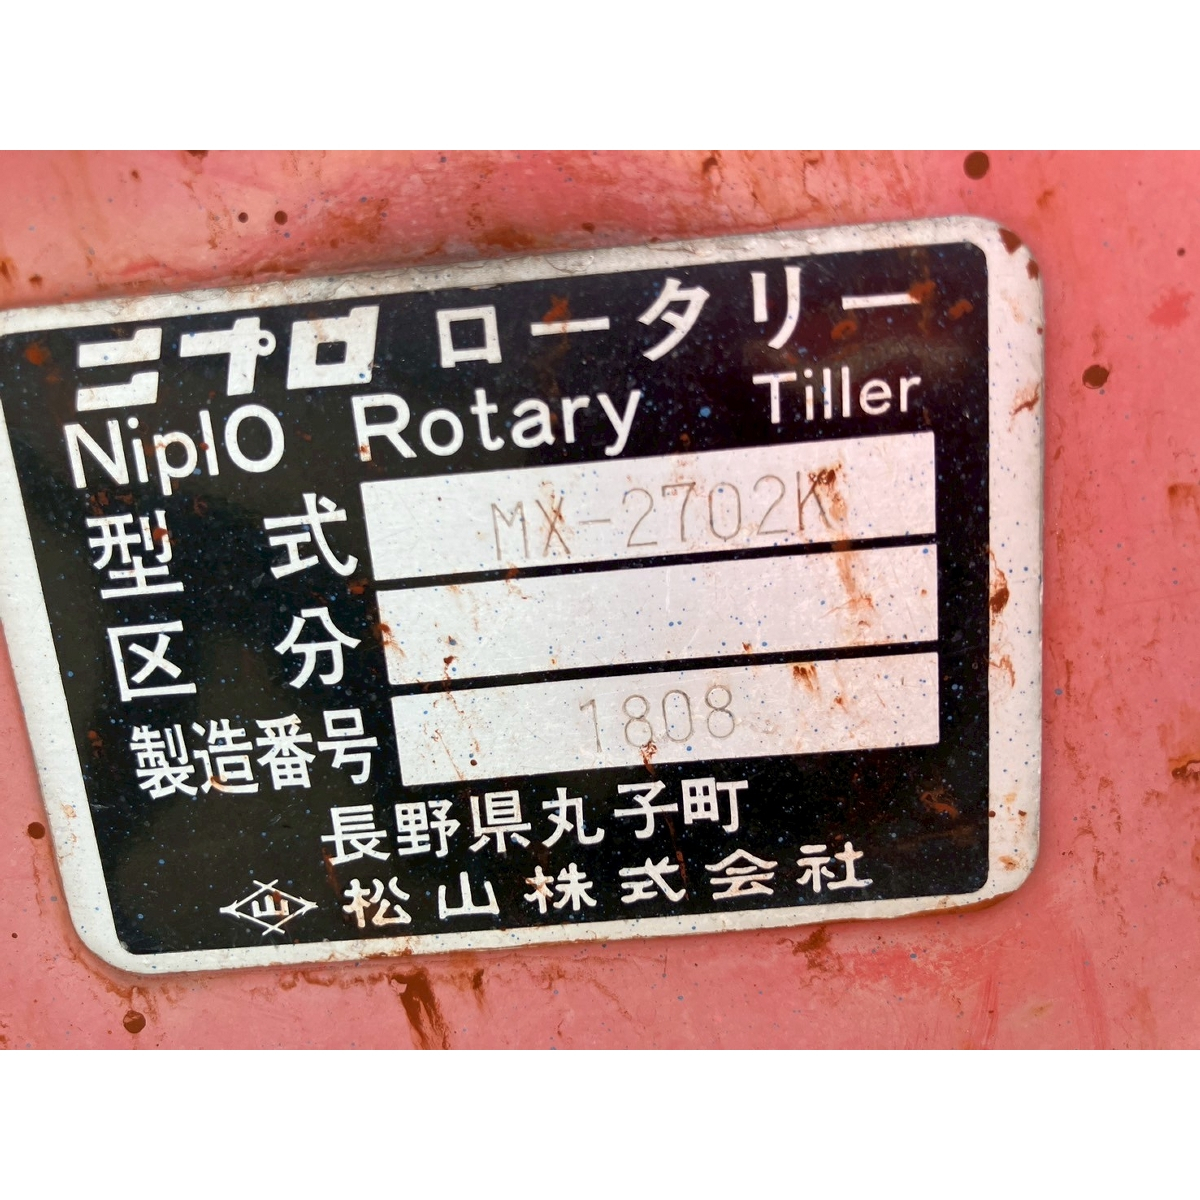 ニプロ ロータリー
NiplO Rotary Tiller
型式 MX-2702K
区分
製造番号 1808
長野県丸子町
松山株式会社